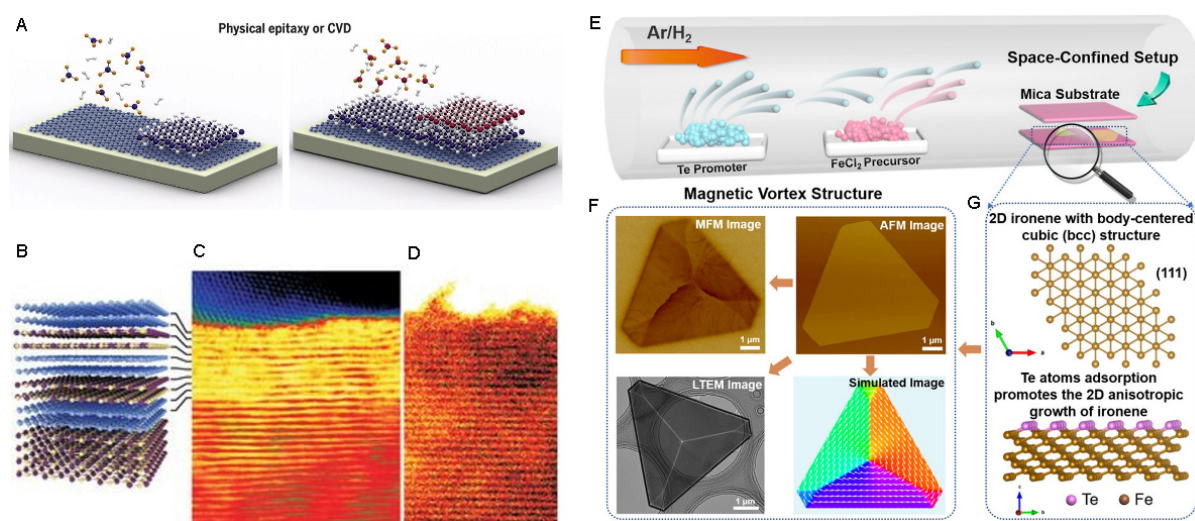 A
Physical epitaxy or CVD
B
C
D
E
Ar/H2
Space-Confined Setup
Mica Substrate
Te Promoter
FeCl2 Precursor
Magnetic Vortex Structure
F
MFM Image
1 μm
AFM Image
1 μm
LTEM Image
1 μm
Simulated Image
G
2D ironene with body-centered
cubic (bcc) structure
(111)
b
a
Te atoms adsorption
promotes the 2D anisotropic
growth of ironene
Te
Fe